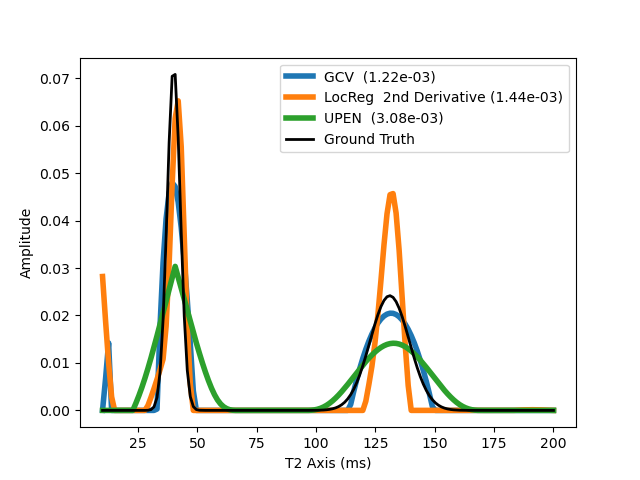 GCV (1.22e-03)
LocReg 2nd Derivative (1.44e-03)
UPEN (3.08e-03)
Ground Truth
Amplitude
0.07
0.06
0.05
0.04
0.03
0.02
0.01
0.00
25 50 75 100 125 150 175 200
T2 Axis (ms)